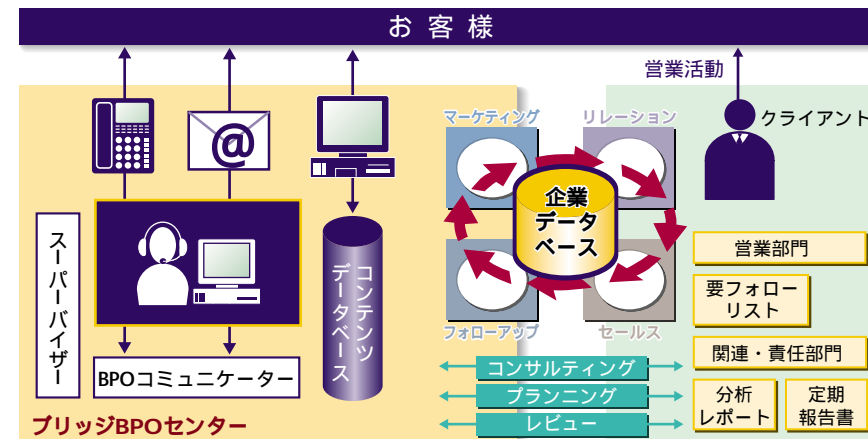 お客様
営業活動
クライアント
マーケティング
リレーション
@
企業
データ
ベース
スーパーバイザー
コンテンツ
データベース
営業部門
要フォロー
リスト
フォローアップ
セールス
関連・責任部門
コンサルティング
BPOコミュニケーター
プランニング
分析
レポート
定期
報告書
レビュー
ブリッジBPOセンター